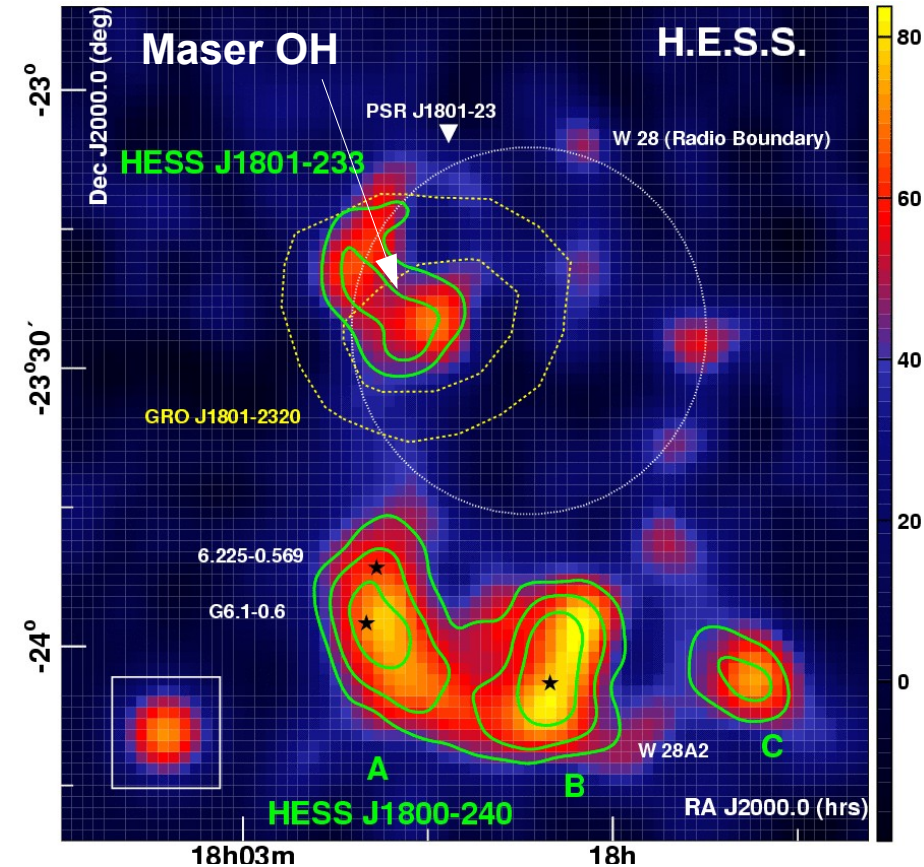 Maser OH
H.E.S.S.
80
-23°
Dec J2000.0 (deg)
PSR J1801-23
W 28 (Radio Boundary)
HESS J1801-233
60
-23°30´
40
GRO J1801-2320
20
6.225-0.569
G6.1-0.6
-24°
0
W 28A2
C
A
B
HESS J1800-240
RA J2000.0 (hrs)
18h03m
18h